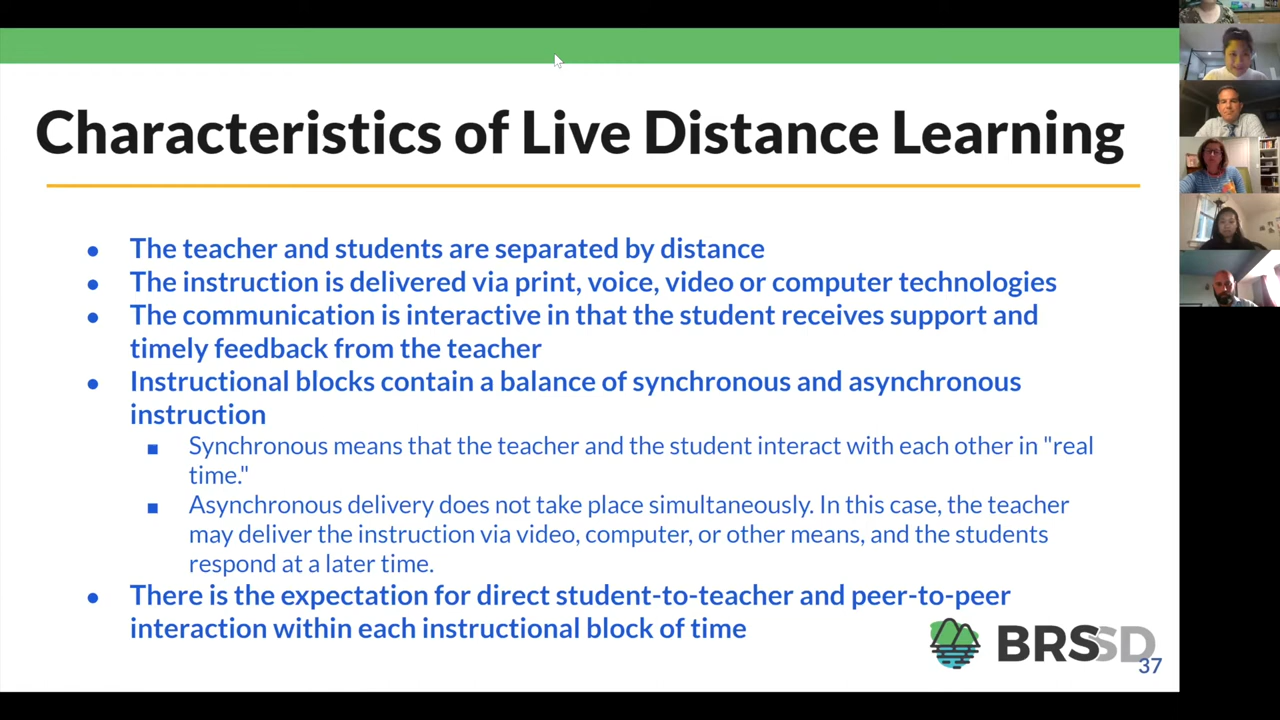 Characteristics of Live Distance Learning
● The teacher and students are separated by distance
● The instruction is delivered via print, voice, video or computer technologies
● The communication is interactive in that the student receives support and
timely feedback from the teacher
● Instructional blocks contain a balance of synchronous and asynchronous
instruction
■ Synchronous means that the teacher and the student interact with each other in "real
time."
■ Asynchronous delivery does not take place simultaneously. In this case, the teacher
may deliver the instruction via video, computer, or other means, and the students
respond at a later time.
● There is the expectation for direct student-to-teacher and peer-to-peer
interaction within each instructional block of time
BRSSD
37